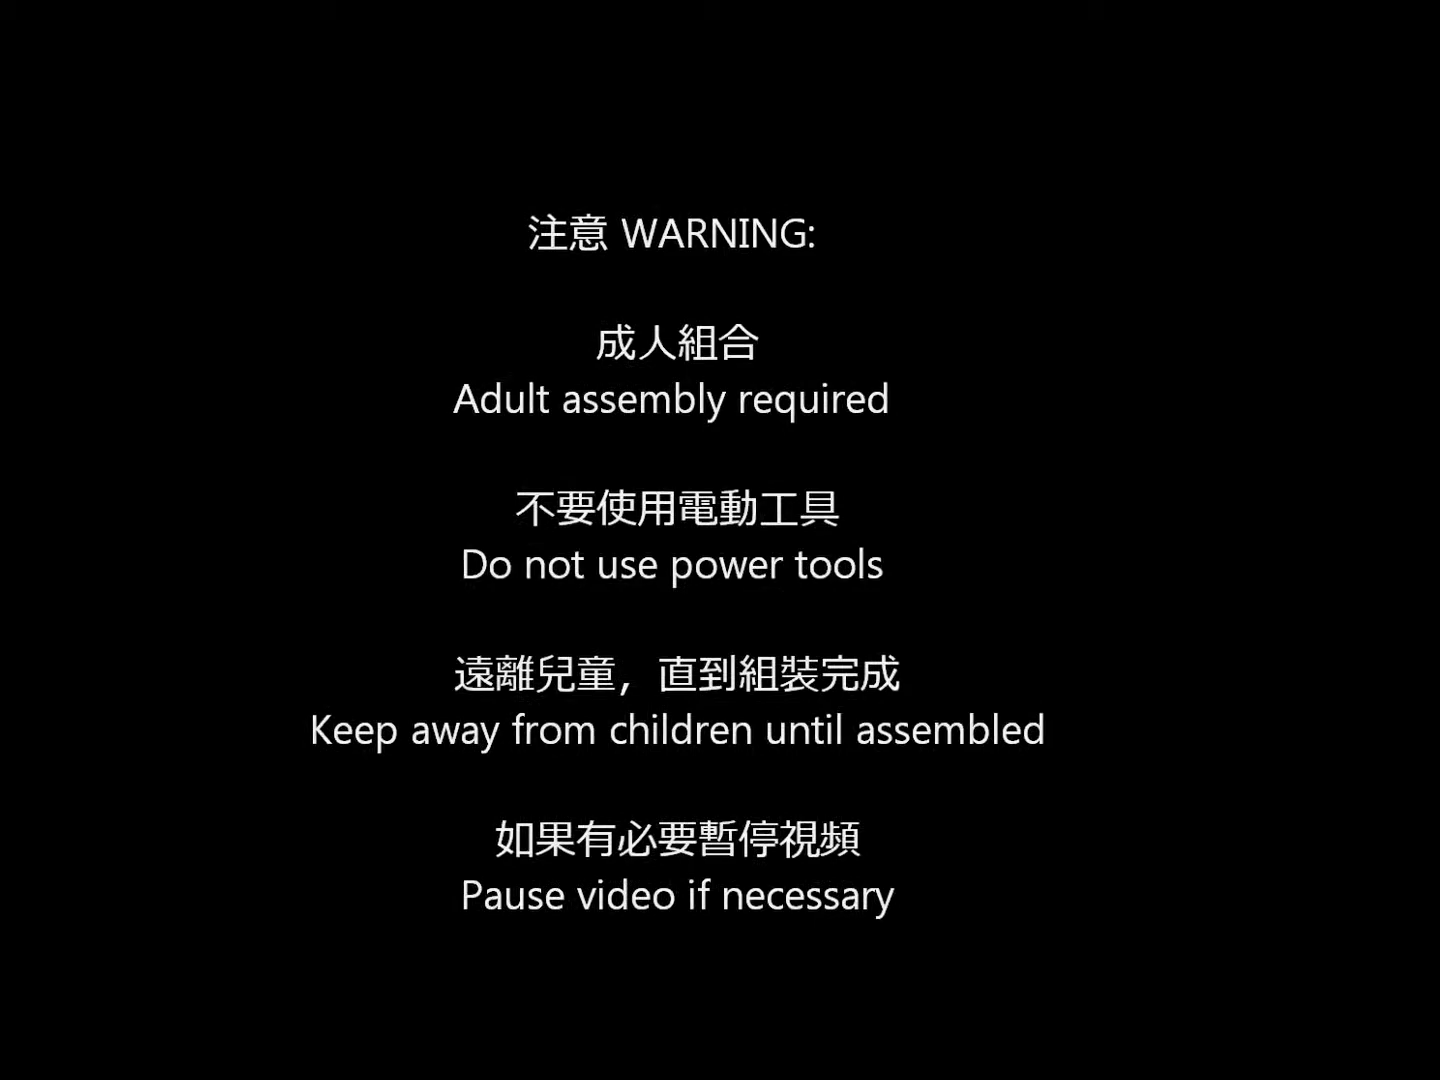 注意 WARNING:
成人組合
Adult assembly required
不要使用電動工具
Do not use power tools
遠離兒童，直到組裝完成
Keep away from children until assembled
如果有必要暫停視頻
Pause video if necessary